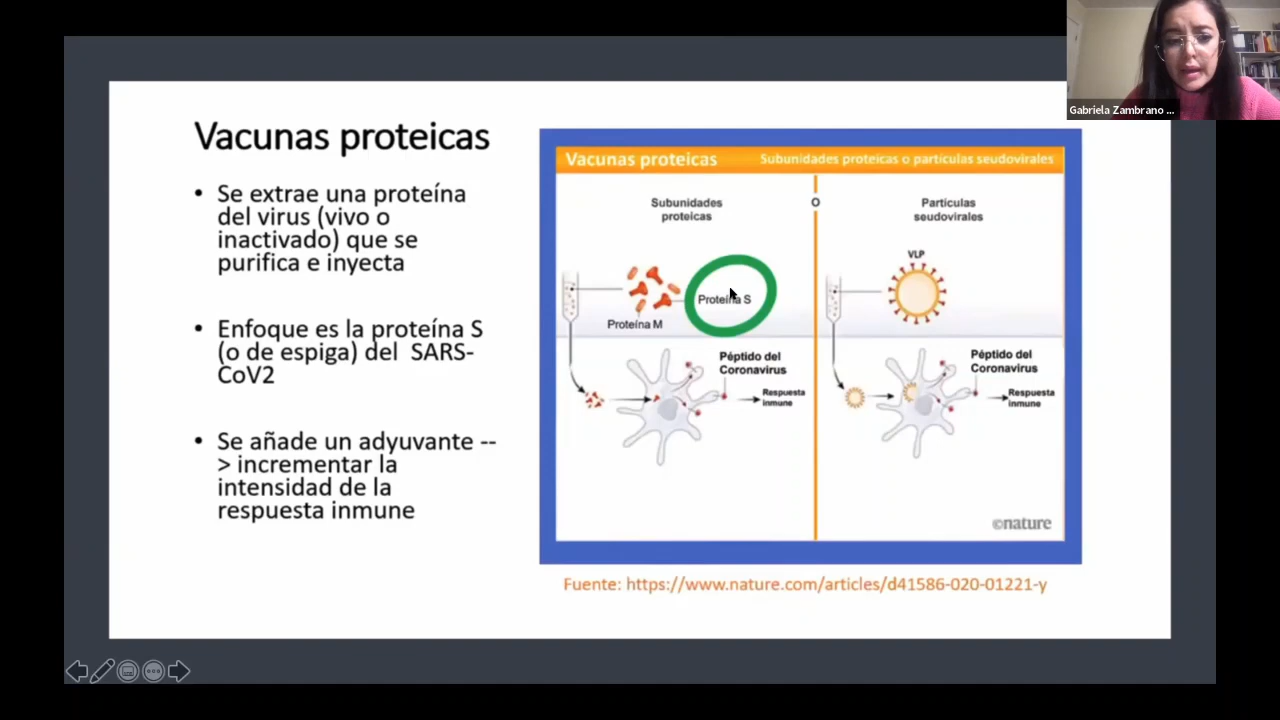 Gabriela Zambrano ...
Vacunas proteicas
• Se extrae una proteína
del virus (vivo o
inactivado) que se
purifica e inyecta
• Enfoque es la proteína S
(o de espiga) del SARS-
CoV2
• Se añade un adyuvante --
> incrementar la
intensidad de la
respuesta inmune
Vacunas proteicas
Subunidades proteicas o partículas seudovirales
Subunidades
proteicas
O
Partículas
seudovirales
Proteína S
Proteína M
VLP
Péptido del
Coronavirus
Respuesta
inmune
Péptido del
Coronavirus
Respuesta
inmune
©nature
Fuente: https://www.nature.com/articles/d41586-020-01221-y